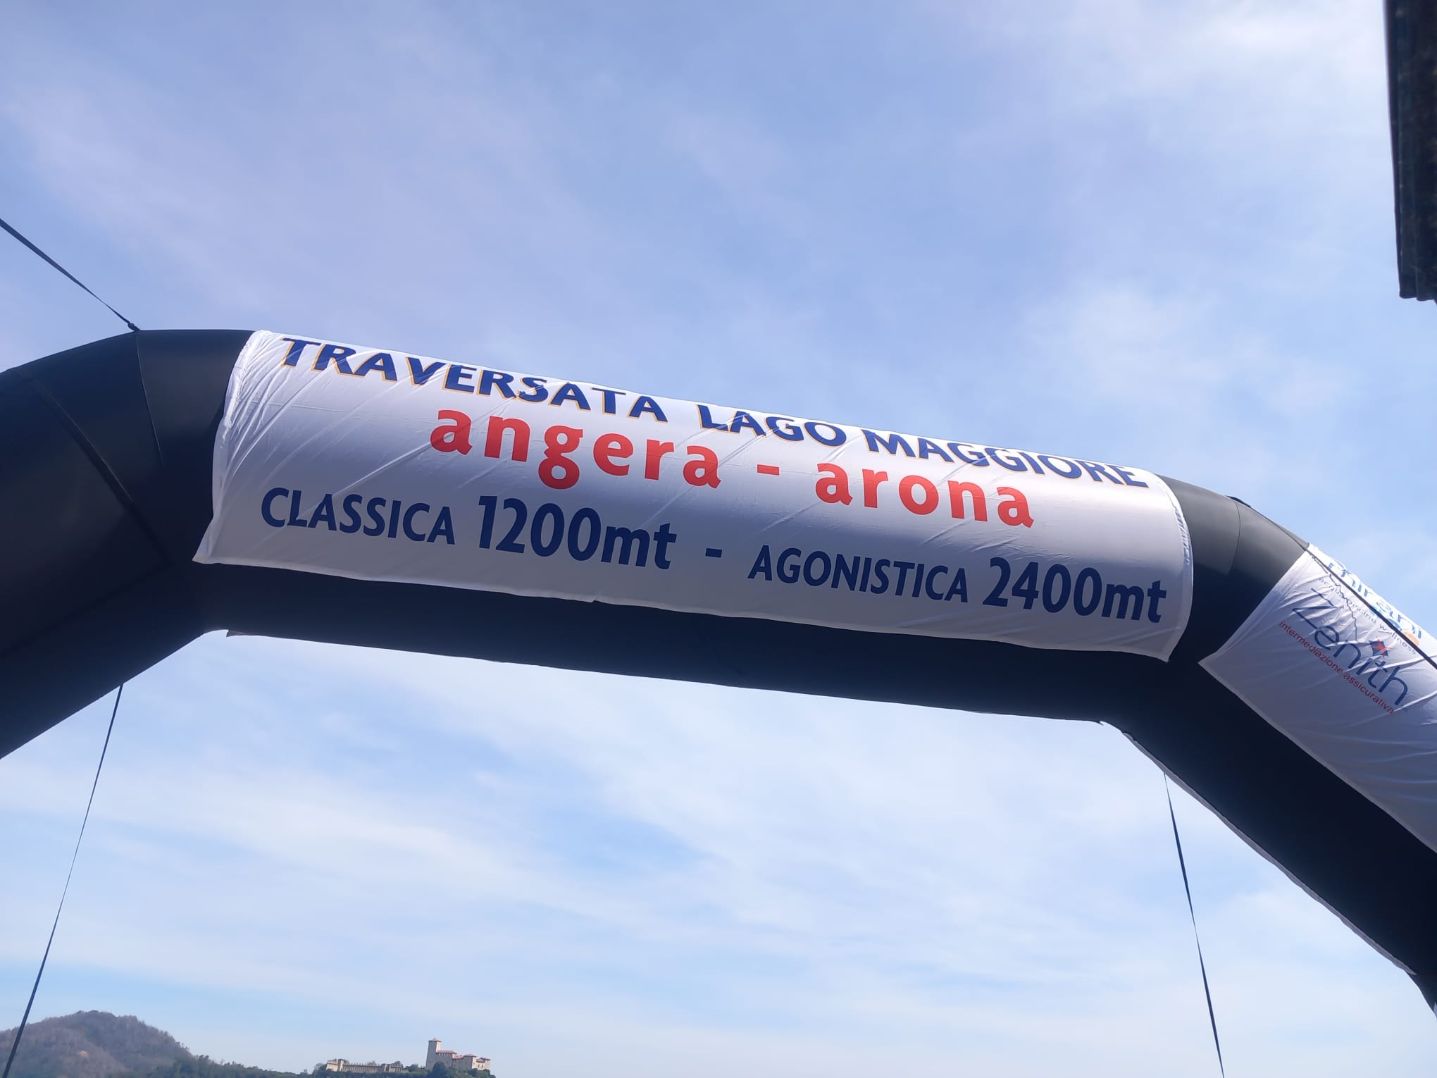 TRAVERSATA LAGO MAGGIORE
angera - arona
CLASSICA 1200mt - AGONISTICA 2400mt
zenith
intermediazione assicurativa